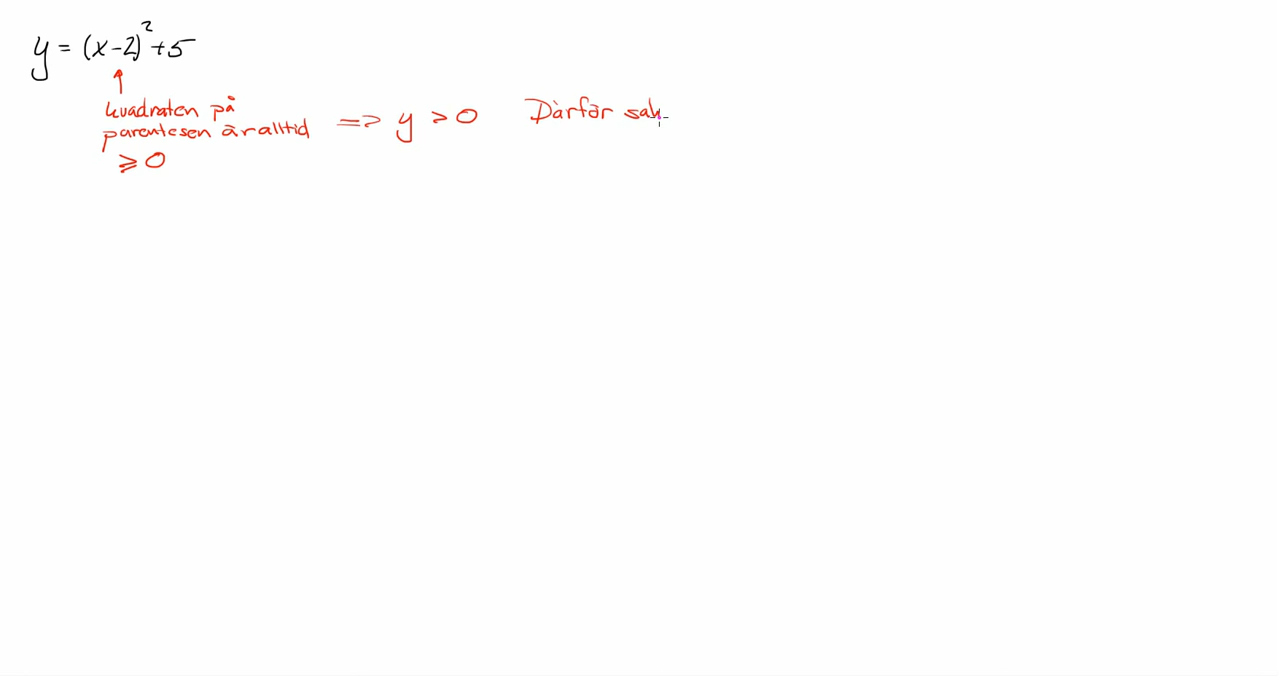 y = (x-2)² + 5
kvadraten på
parentesen är alltid
≥ 0
=> y > 0 Därför sak